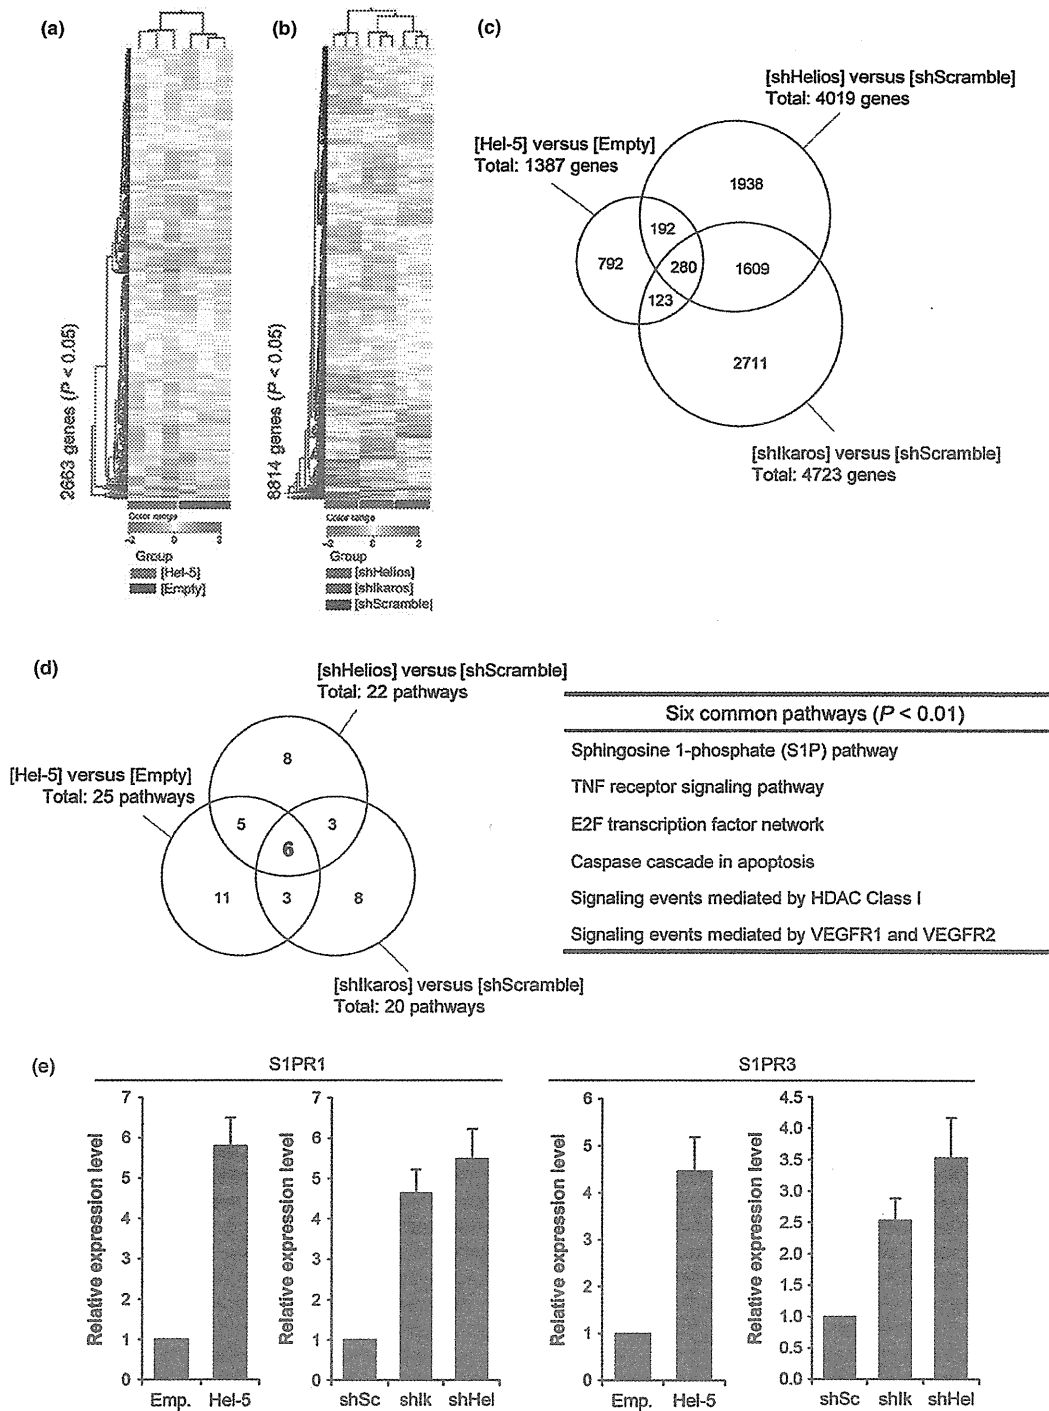 (a)
2663 genes (P < 0.05)
Color range
-2 0 2
Group
[Hel-5]
[Empty]
(b)
8814 genes (P < 0.05)
Color range
-2 0 2
Group
[shHelios]
[shIkaros]
[shScramble]
(c)
[shHelios] versus [shScramble]
Total: 4019 genes
[Hel-5] versus [Empty]
Total: 1387 genes
1938
192
792
280
1609
123
2711
[shIkaros] versus [shScramble]
Total: 4723 genes
(d)
[shHelios] versus [shScramble]
Total: 22 pathways
[Hel-5] versus [Empty]
Total: 25 pathways
8
5
3
6
11
3
8
[shIkaros] versus [shScramble]
Total: 20 pathways
Six common pathways (P < 0.01)
Sphingosine 1-phosphate (S1P) pathway
TNF receptor signaling pathway
E2F transcription factor network
Caspase cascade in apoptosis
Signaling events mediated by HDAC Class I
Signaling events mediated by VEGFR1 and VEGFR2
(e)
S1PR1
Relative expression level
7
6
5
4
3
2
1
0
Emp. Hel-5
Relative expression level
7
6
5
4
3
2
1
0
shSc shIk shHel
S1PR3
Relative expression level
6
5
4
3
2
1
0
Emp. Hel-5
Relative expression level
4.5
4.0
3.5
3.0
2.5
2.0
1.5
1.0
0.5
0.0
shSc shIk shHel